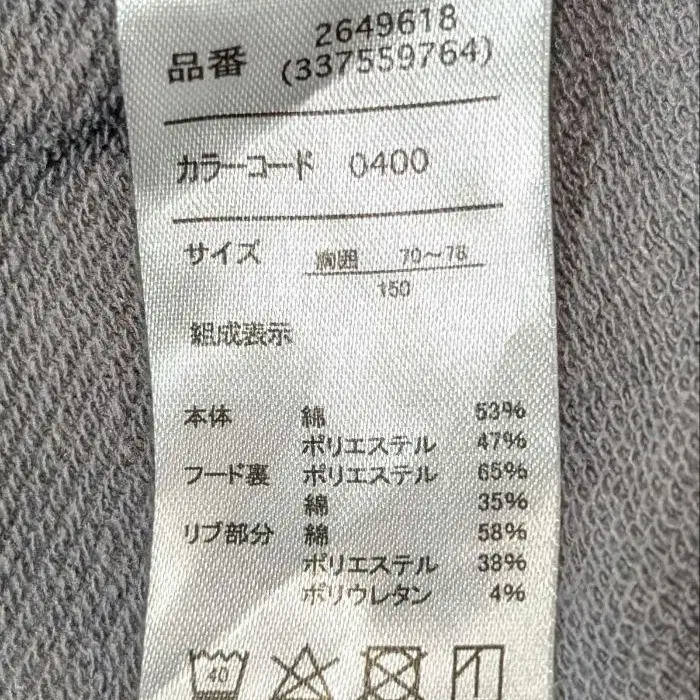 品番 2649618
(337559764)
カラーコード 0400
サイズ 胸囲 70～78
150
組成表示
本体 綿 53%
ポリエステル 47%
フード裏 ポリエステル 65%
綿 35%
リブ部分 綿 58%
ポリエステル 38%
ポリウレタン 4%
40